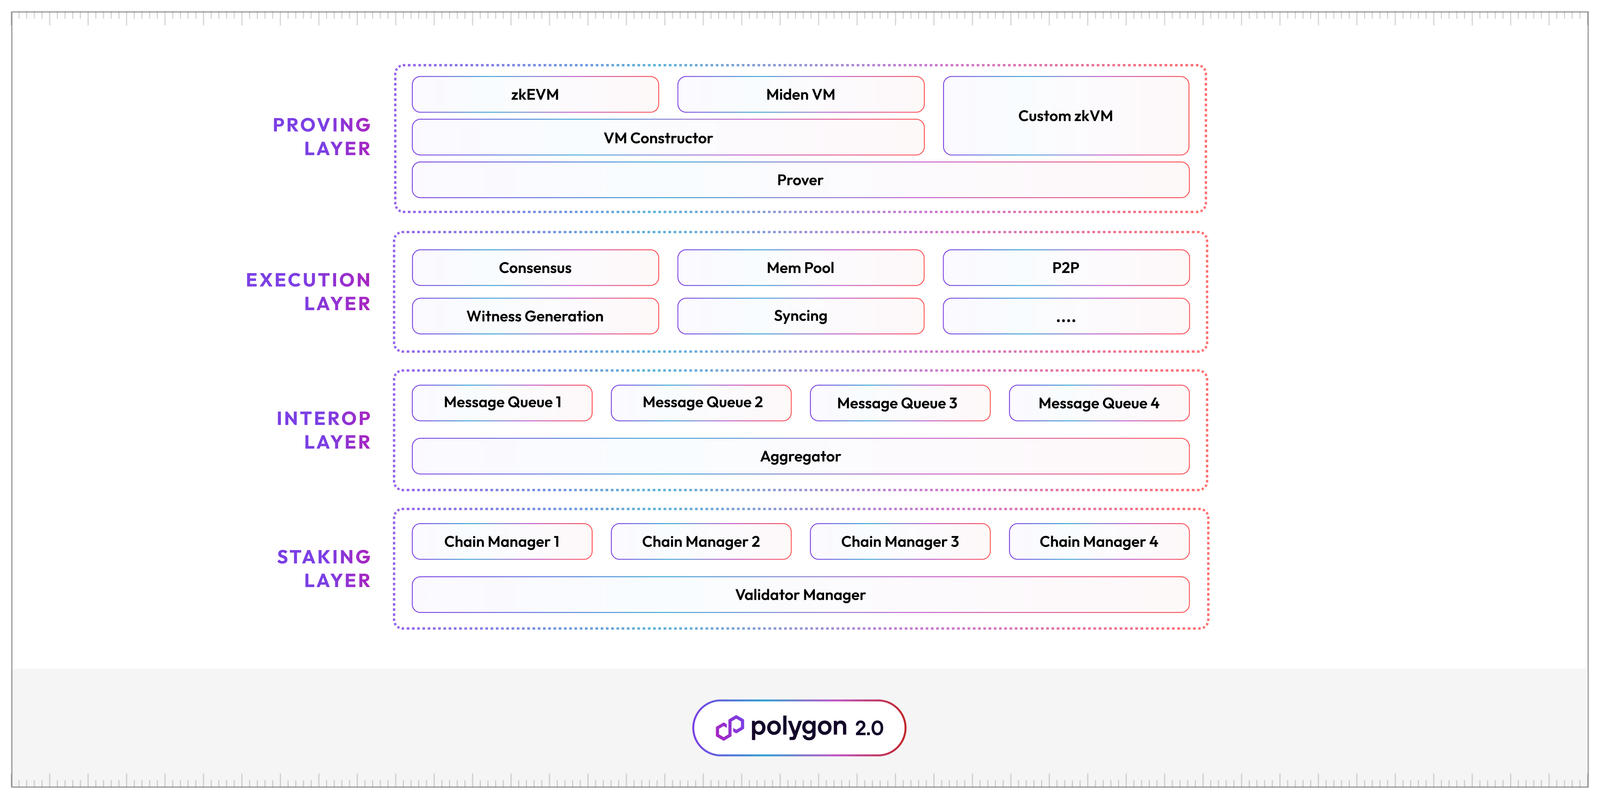 PROVING
LAYER
zkEVM
Miden VM
Custom zkVM
VM Constructor
Prover
EXECUTION
LAYER
Consensus
Mem Pool
P2P
Witness Generation
Syncing
....
INTEROP
LAYER
Message Queue 1
Message Queue 2
Message Queue 3
Message Queue 4
Aggregator
STAKING
LAYER
Chain Manager 1
Chain Manager 2
Chain Manager 3
Chain Manager 4
Validator Manager
polygon 2.0